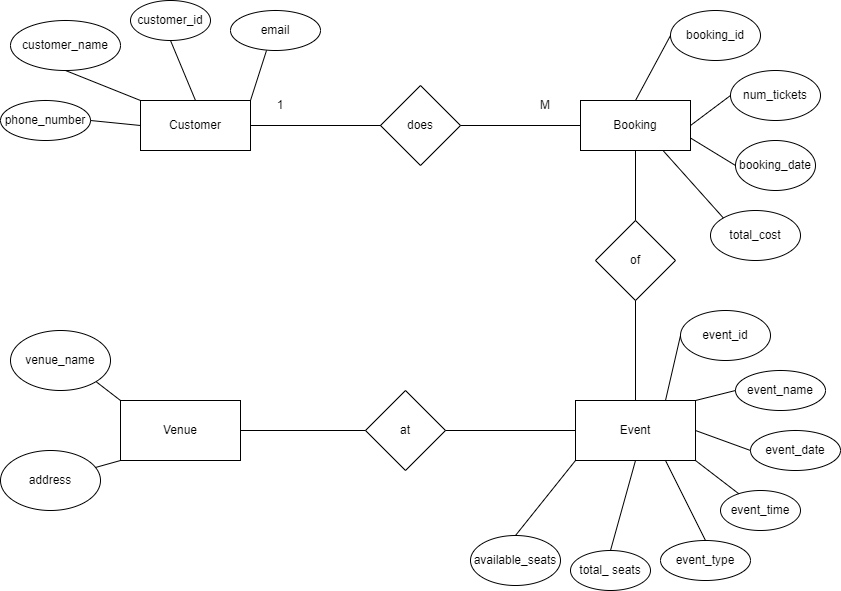 customer_id
email
customer_name
booking_id
num_tickets
1
M
phone_number
Customer
does
Booking
booking_date
total_cost
of
event_id
venue_name
event_name
Venue
at
Event
event_date
address
event_time
available_seats
total_ seats
event_type